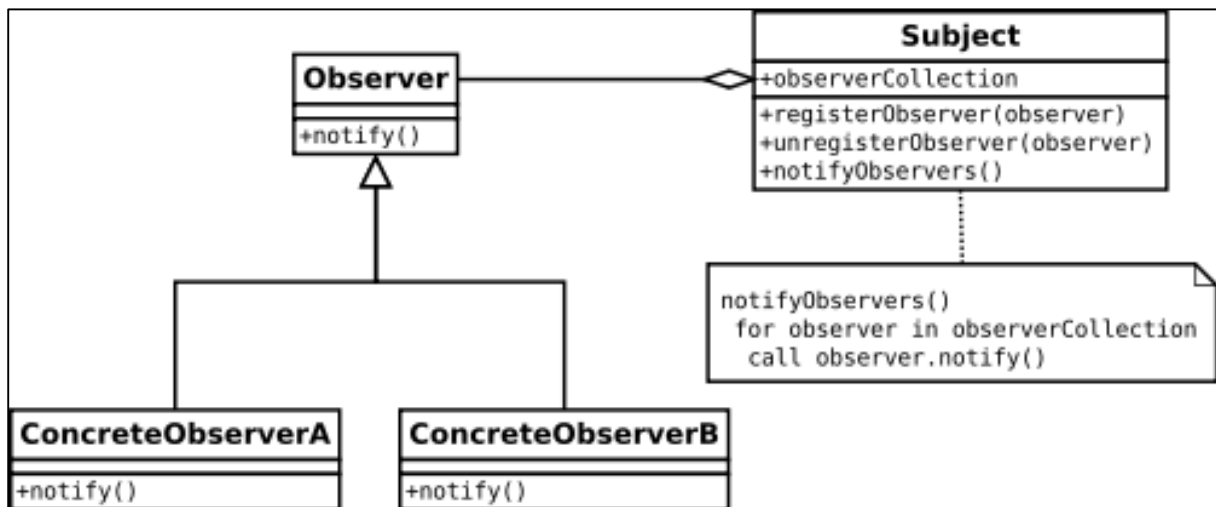 Subject
+observerCollection
+registerObserver(observer)
+unregisterObserver(observer)
+notifyObservers()
Observer
+notify()
notifyObservers()
for observer in observerCollection
call observer.notify()
ConcreteObserverA
+notify()
ConcreteObserverB
+notify()